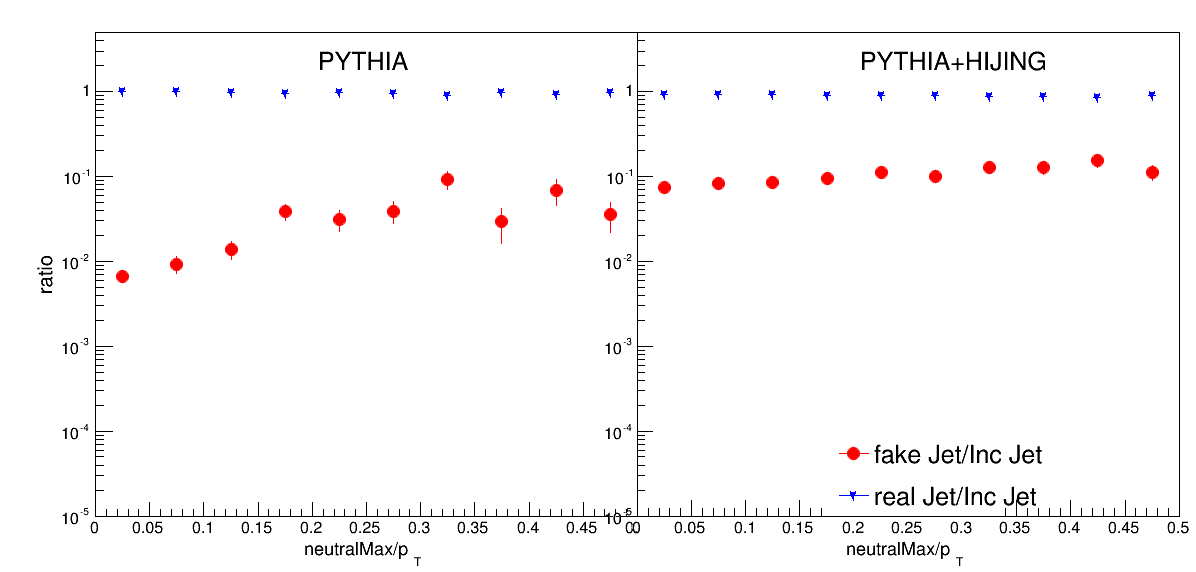 PYTHIA
PYTHIA+HIJING
1
1
10^-1
10^-1
10^-2
10^-2
ratio
10^-3
10^-3
10^-4
10^-4
fake Jet/Inc Jet
real Jet/Inc Jet
10^-5
10^-5
0 0.05 0.1 0.15 0.2 0.25 0.3 0.35 0.4 0.45
0.05 0.1 0.15 0.2 0.25 0.3 0.35 0.4 0.45 0.5
neutralMax/p_T
neutralMax/p_T